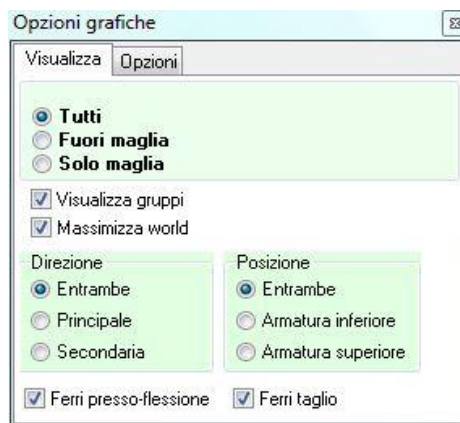 Opzioni grafiche
Visualizza Opzioni
Tutti
Fuori maglia
Solo maglia
Visualizza gruppi
Massimizza world
Direzione Posizione
Entrambe Entrambe
Principale Armatura inferiore
Secondaria Armatura superiore
Ferri presso-flessione Ferri taglio